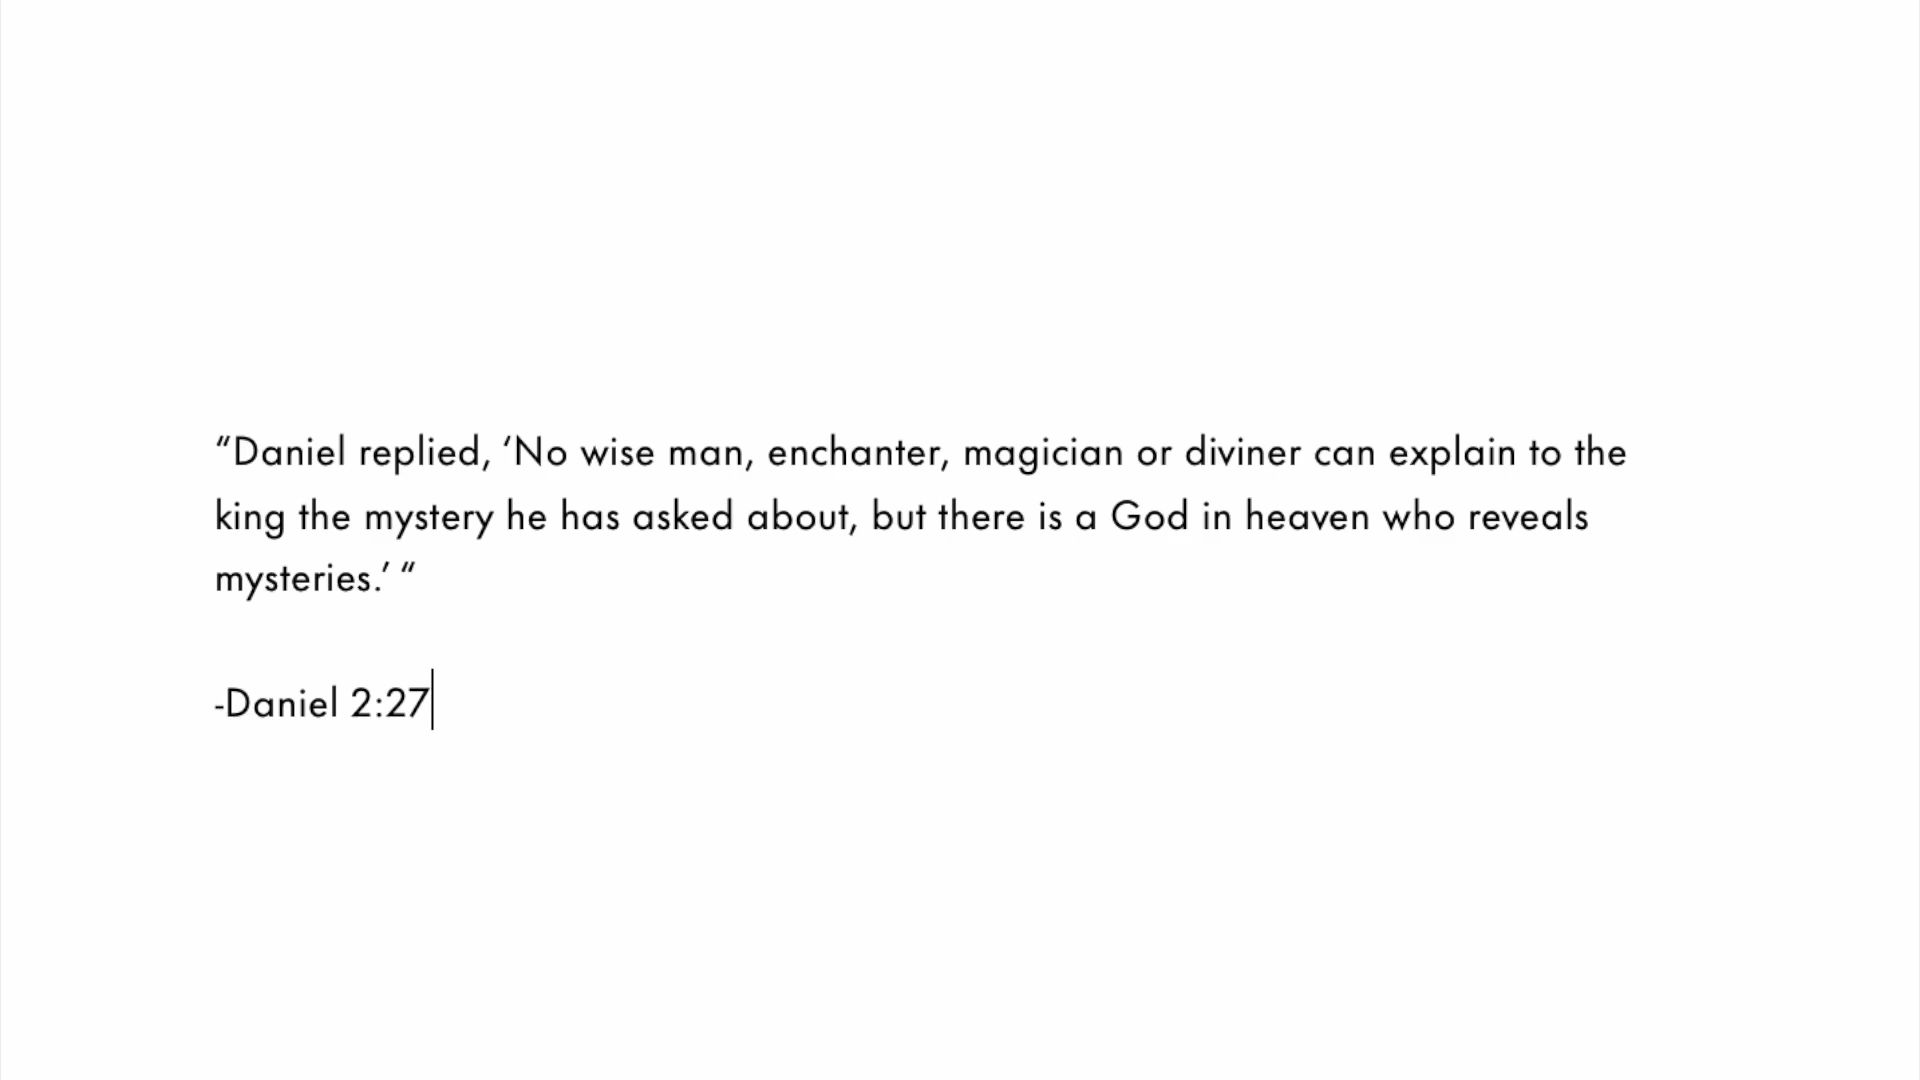 “Daniel replied, ‘No wise man, enchanter, magician or diviner can explain to the
king the mystery he has asked about, but there is a God in heaven who reveals
mysteries.’ “
-Daniel 2:27